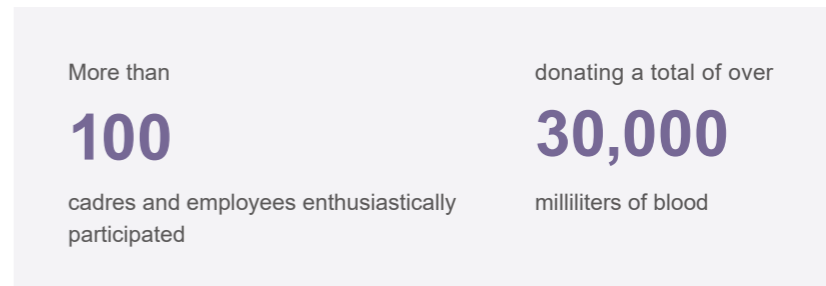 More than
100
cadres and employees enthusiastically
participated
donating a total of over
30,000
milliliters of blood